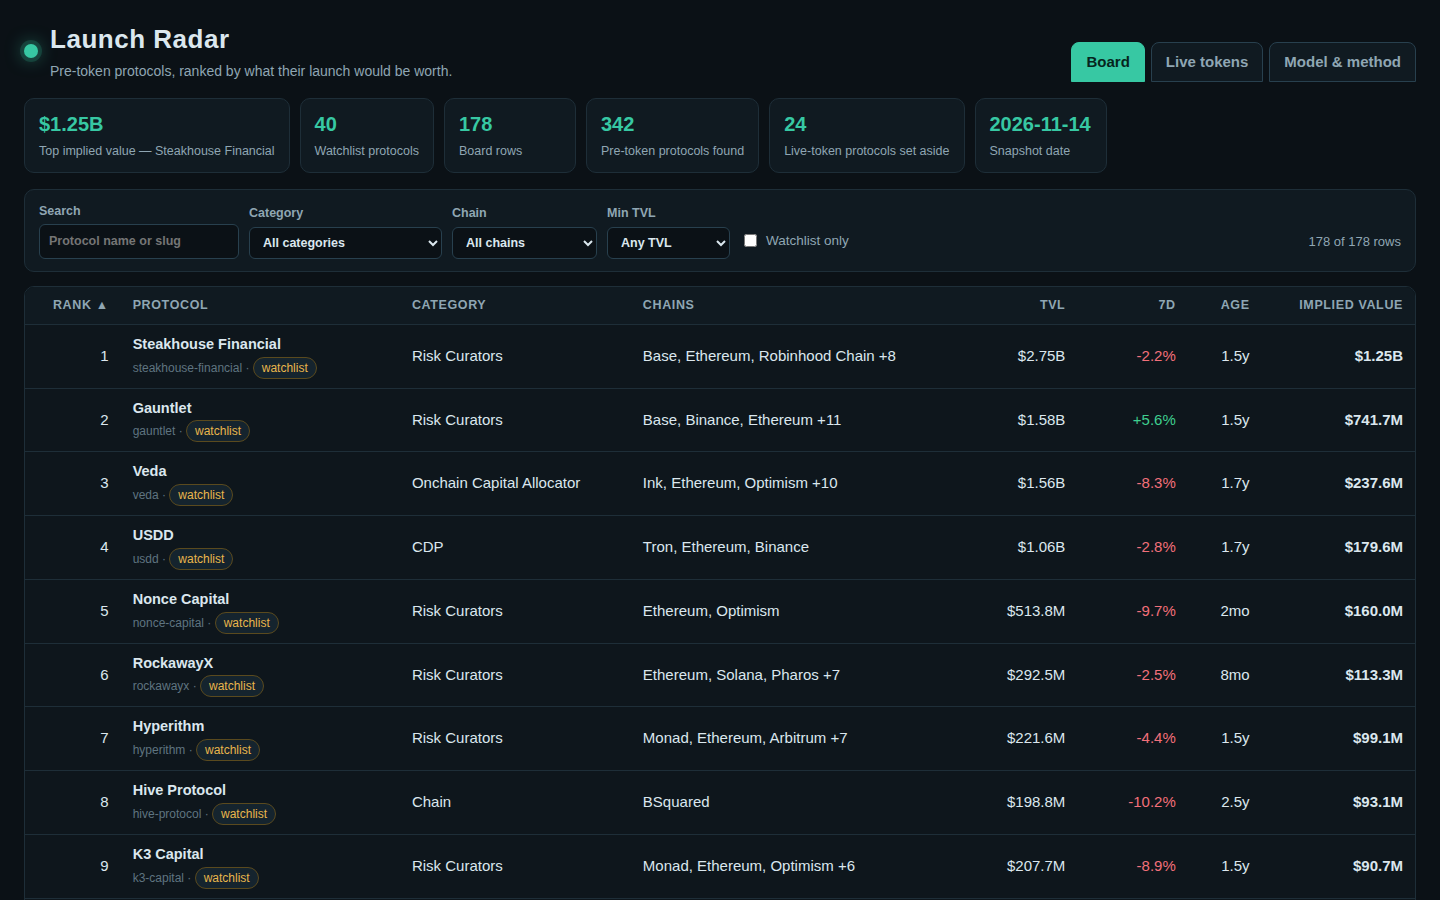 Launch Radar
Pre-token protocols, ranked by what their launch would be worth.
Board
Live tokens
Model & method
$1.25B
Top implied value — Steakhouse Financial
40
Watchlist protocols
178
Board rows
342
Pre-token protocols found
24
Live-token protocols set aside
2026-11-14
Snapshot date
Search
Protocol name or slug
Category
All categories
Chain
All chains
Min TVL
Any TVL
Watchlist only
178 of 178 rows
RANK ▲ PROTOCOL CATEGORY CHAINS TVL 7D AGE IMPLIED VALUE
1 Steakhouse Financial Risk Curators Base, Ethereum, Robinhood Chain +8 $2.75B -2.2% 1.5y $1.25B
steakhouse-financial · watchlist
2 Gauntlet Risk Curators Base, Binance, Ethereum +11 $1.58B +5.6% 1.5y $741.7M
gauntlet · watchlist
3 Veda Onchain Capital Allocator Ink, Ethereum, Optimism +10 $1.56B -8.3% 1.7y $237.6M
veda · watchlist
4 USDD CDP Tron, Ethereum, Binance $1.06B -2.8% 1.7y $179.6M
usdd · watchlist
5 Nonce Capital Risk Curators Ethereum, Optimism $513.8M -9.7% 2mo $160.0M
nonce-capital · watchlist
6 RockawayX Risk Curators Ethereum, Solana, Pharos +7 $292.5M -2.5% 8mo $113.3M
rockawayx · watchlist
7 Hyperithm Risk Curators Monad, Ethereum, Arbitrum +7 $221.6M -4.4% 1.5y $99.1M
hyperithm · watchlist
8 Hive Protocol Chain BSquared $198.8M -10.2% 2.5y $93.1M
hive-protocol · watchlist
9 K3 Capital Risk Curators Monad, Ethereum, Optimism +6 $207.7M -8.9% 1.5y $90.7M
k3-capital · watchlist